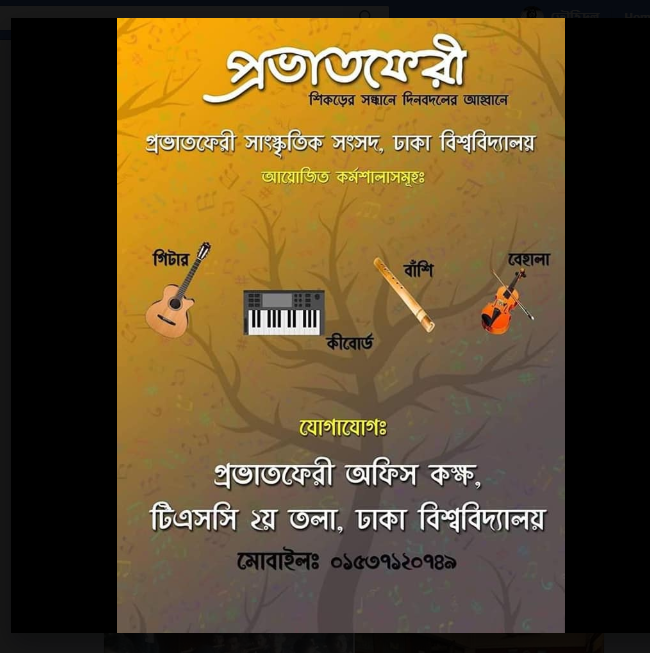 প্রভাতফেরী
শিকড়ের সন্ধানে দিনবদলের আহ্বানে
প্রভাতফেরী সাংস্কৃতিক সংসদ, ঢাকা বিশ্ববিদ্যালয়
আয়োজিত কর্মশালাসমূহঃ
গিটার
বাঁশি
বেহালা
কীবোর্ড
যোগাযোগঃ
প্রভাতফেরী অফিস কক্ষ,
টিএসসি ২য় তলা, ঢাকা বিশ্ববিদ্যালয়
মোবাইলঃ ০১৫৩৭১২০৭৪৯